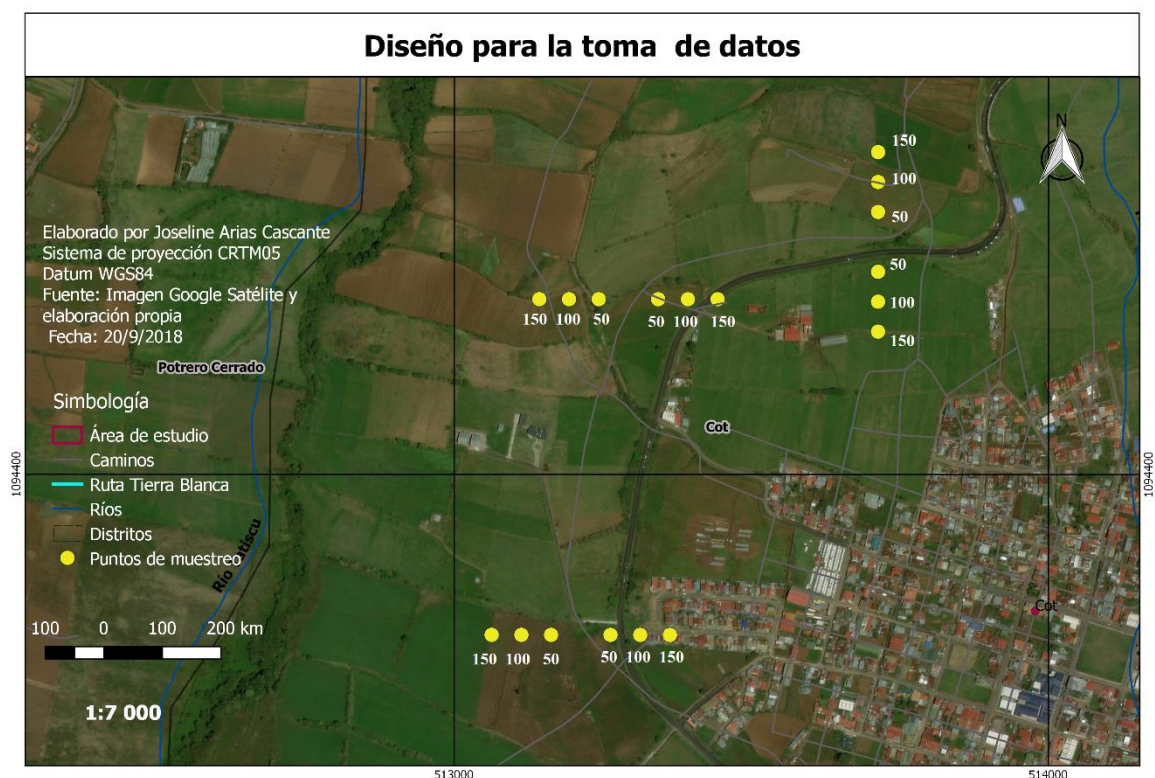 Diseño para la toma de datos
N
150
100
50
50
100
150
Elaborado por Joseline Arias Cascante
Sistema de proyección CRTM05
Datum WGS84
Fuente: Imagen Google Satélite y
elaboración propia
Fecha: 20/9/2018
150 100 50 50 100 150
Potrero Cerrado
Simbología
Área de estudio
Cot
Caminos
1094400
1094400
Ruta Tierra Blanca
Ríos
Distritos
Puntos de muestreo
Río
Cot
100 0 100 200 km
150 100 50 50 100 150
1:7 000
513000
514000